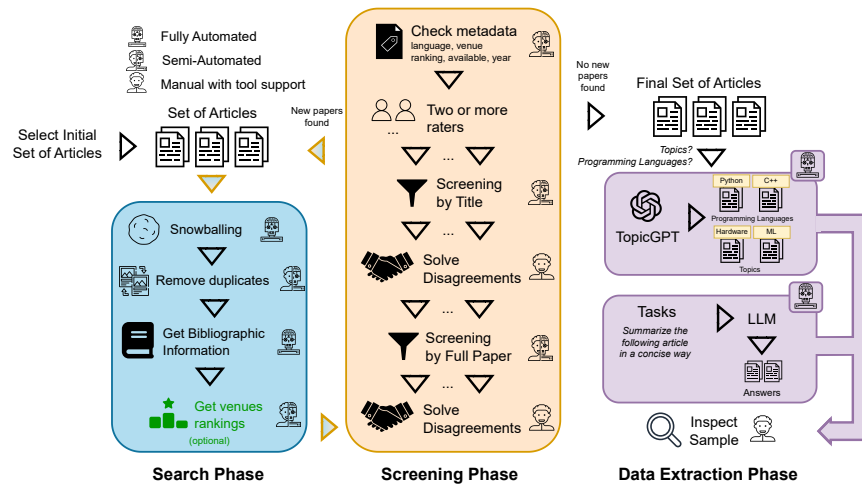 Fully Automated
Semi-Automated
Manual with tool support
Select Initial
Set of Articles
Set of Articles
New papers
found
Snowballing
Remove duplicates
Get Bibliographic
Information
Get venues
rankings
(optional)
Search Phase
Check metadata
language, venue
ranking, available, year
Two or more
raters
...
...
Screening
by Title
...
Solve
Disagreements
...
Screening
by Full Paper
...
Solve
Disagreements
Screening Phase
No new
papers
found
Final Set of Articles
Topics?
Programming Languages?
TopicGPT
Python
C++
Programming Languages
Hardware
ML
Topics
Tasks
Summarize the
following article
in a concise way
LLM
Answers
Inspect
Sample
Data Extraction Phase